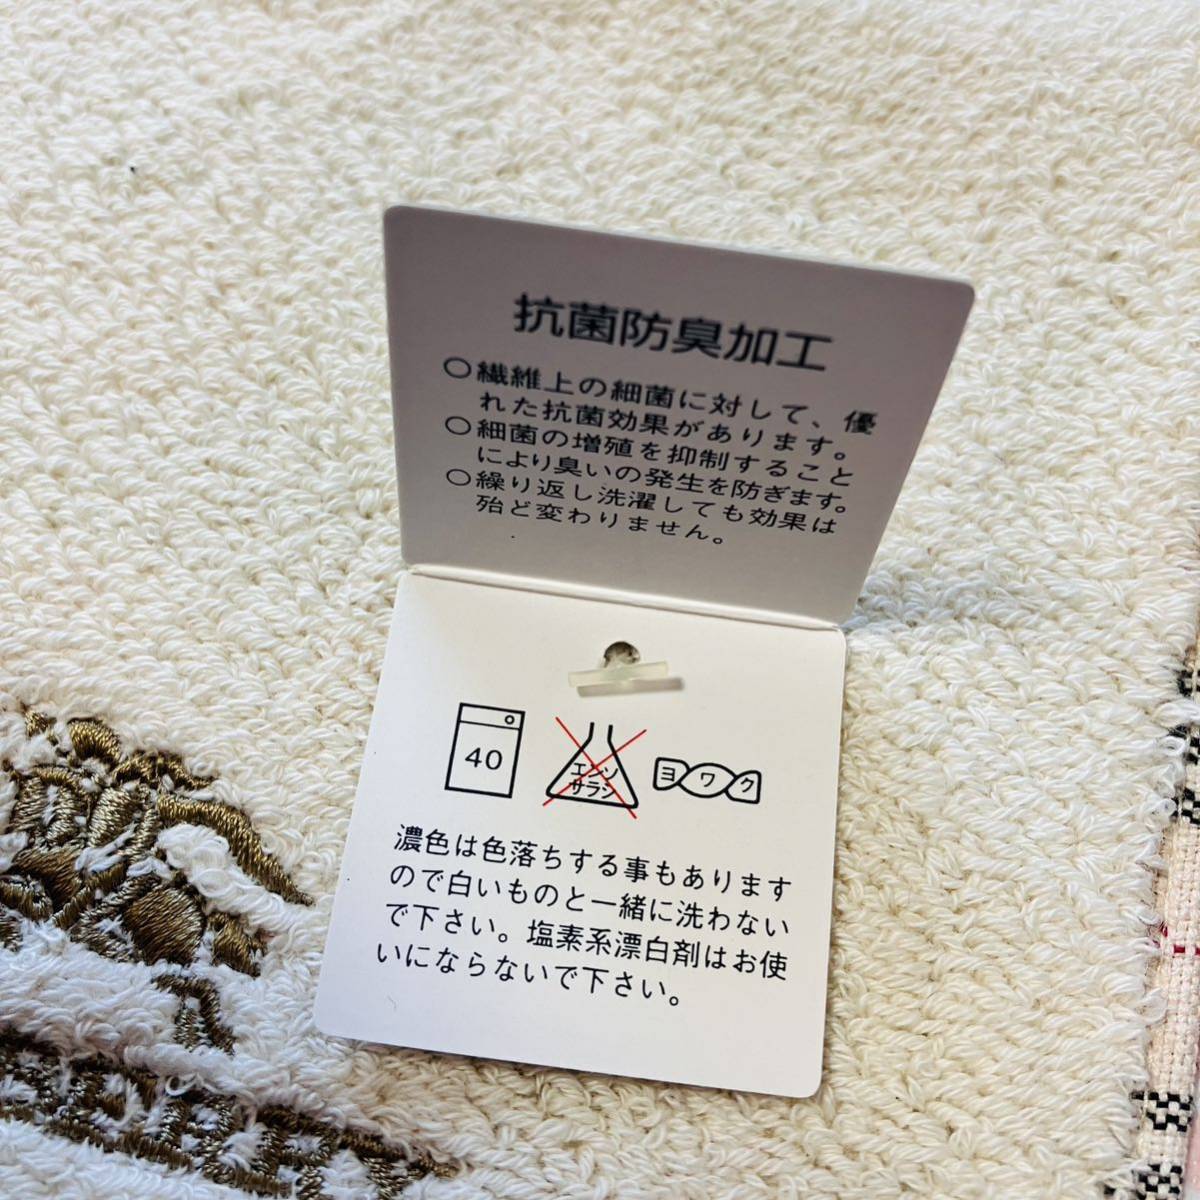 抗菌防臭加工
○繊維上の細菌に対して、優
れた抗菌効果があります。
○細菌の増殖を抑制すること
により臭いの発生を防ぎます。
○繰り返し洗濯しても効果は
殆ど変わりません。
40
エンソ
サラシ
ヨワク
濃色は色落ちする事もあります
ので白いものと一緒に洗わない
で下さい。塩素系漂白剤はお使
いにならないで下さい。